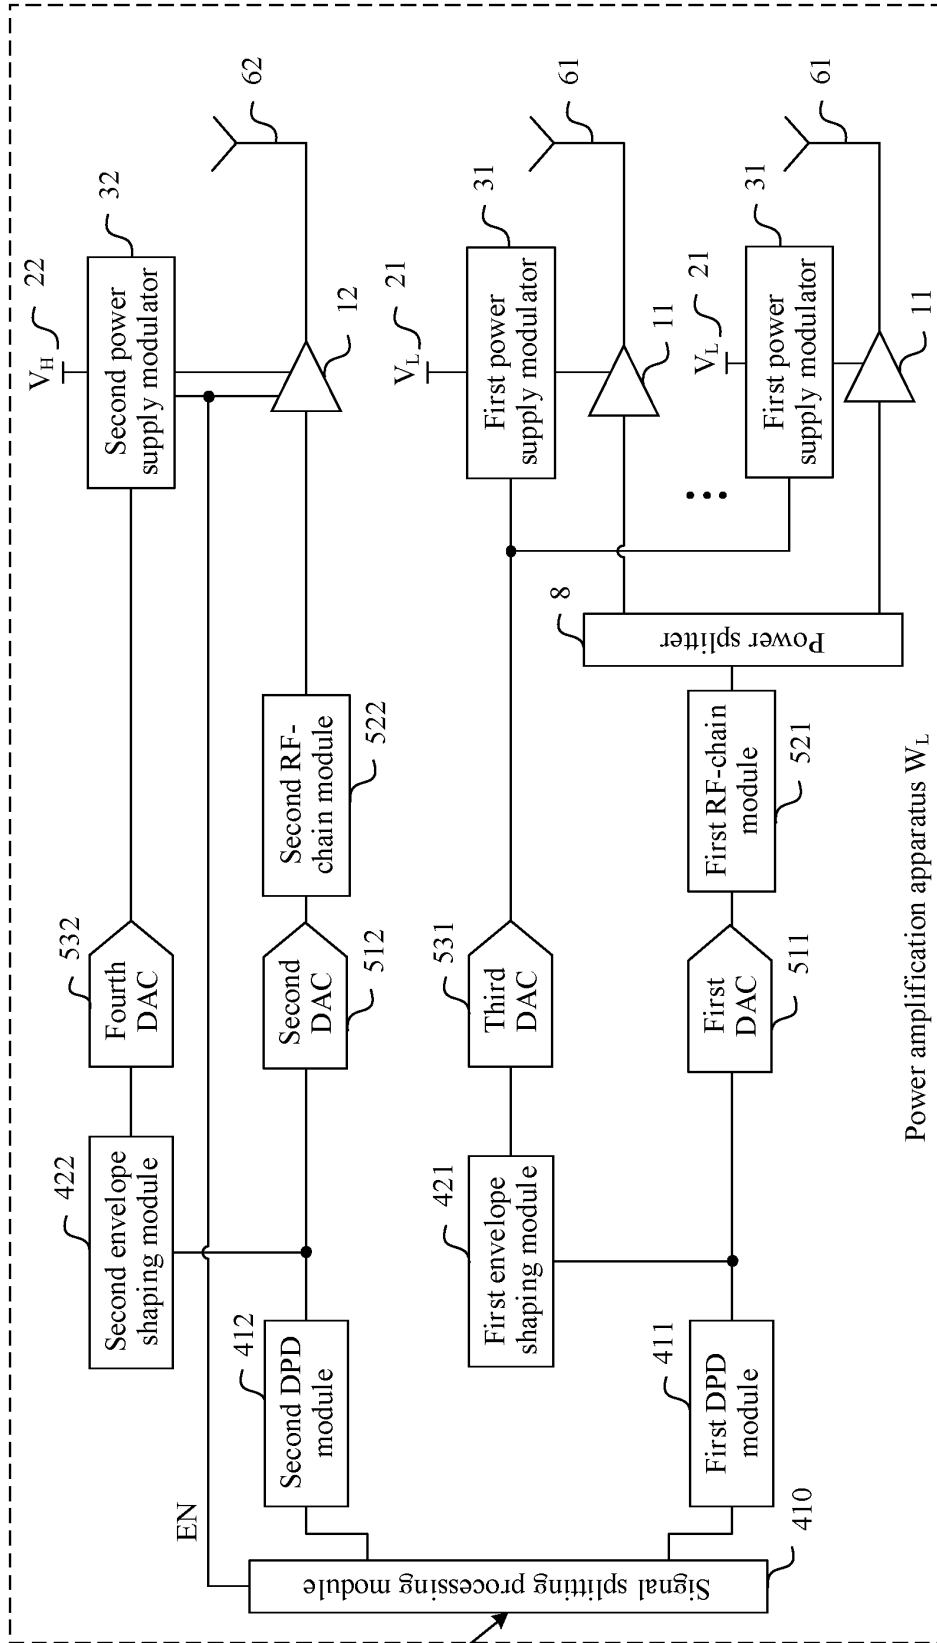 V_H
22
Second power
supply modulator
32
62
12
EN
Second envelope
shaping module
422
Fourth
DAC
532
Second DPD
module
412
Second
DAC
512
Second RF-
chain module
522
V_L
21
First power
supply modulator
31
61
11
First envelope
shaping module
421
Third
DAC
531
V_L
21
First power
supply modulator
31
61
11
Power splitter
8
First DPD
module
411
First
DAC
511
First RF-chain
module
521
Signal splitting processing module
410
Power amplification apparatus W_L